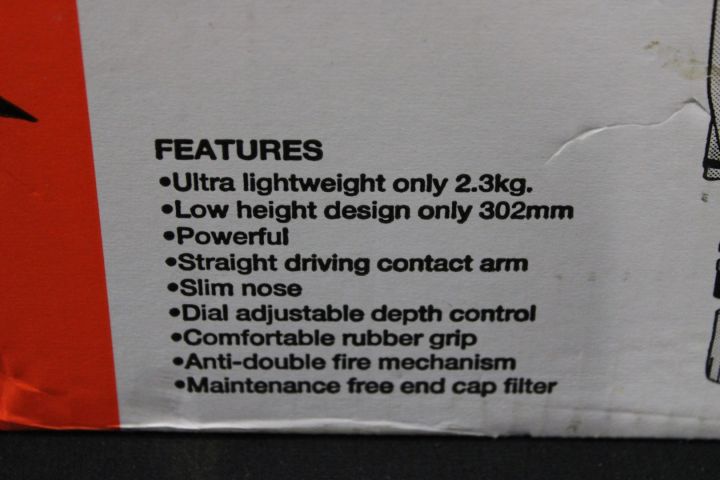 FEATURES
•Ultra lightweight only 2.3kg.
•Low height design only 302mm
•Powerful
•Straight driving contact arm
•Slim nose
•Dial adjustable depth control
•Comfortable rubber grip
•Anti-double fire mechanism
•Maintenance free end cap filter